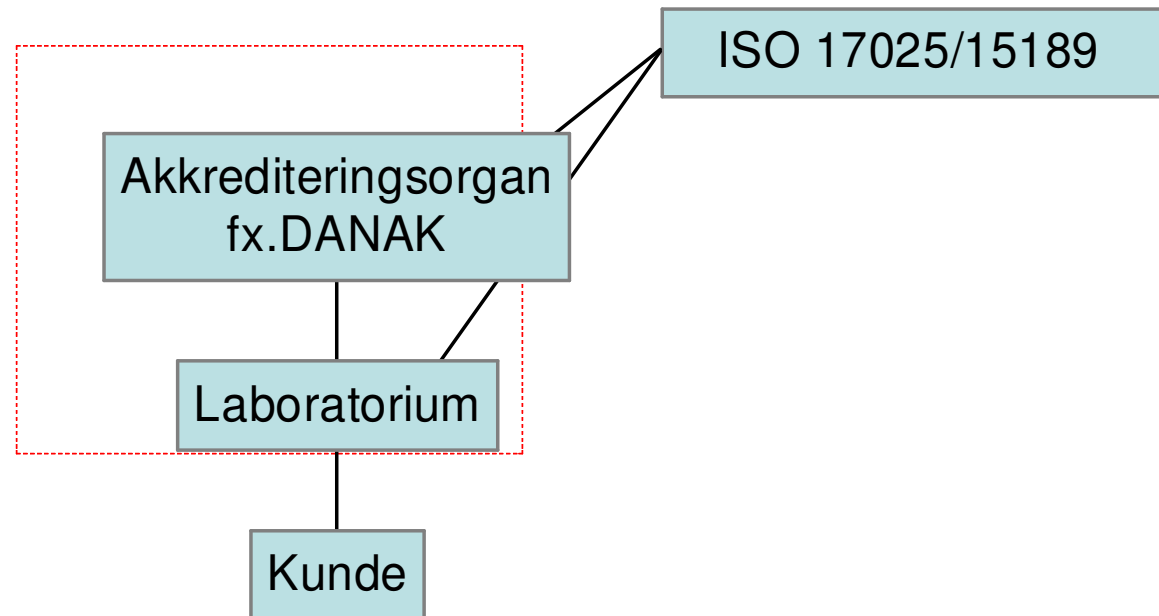 ISO 17025/15189
Akkrediteringsorgan
fx.DANAK
Laboratorium
Kunde